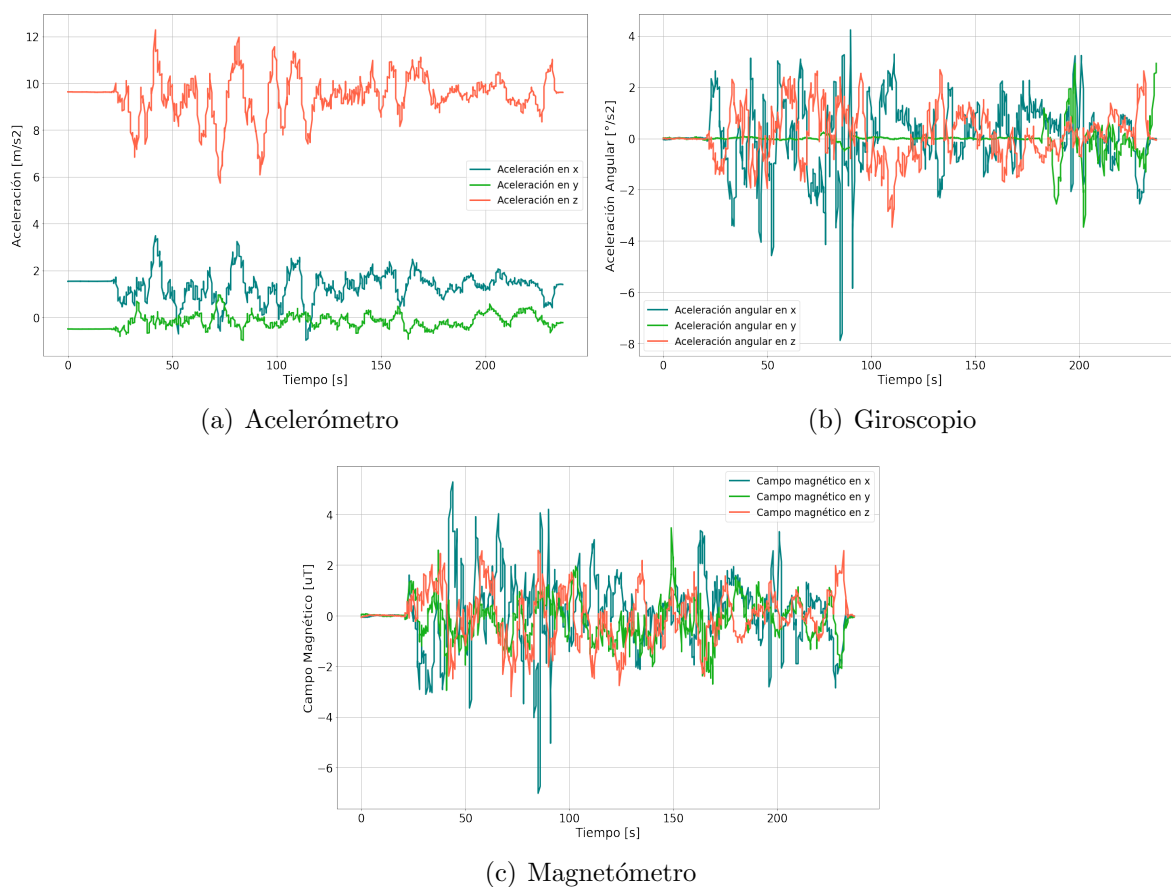 12
10
8
6
4
2
0
Aceleración [m/s2]
Aceleración en x
Aceleración en y
Aceleración en z
0
50
100
150
200
Tiempo [s]
(a) Acelerómetro
4
2
0
−2
−4
−6
−8
Aceleración Angular [°/s2]
Aceleración angular en x
Aceleración angular en y
Aceleración angular en z
0
50
100
150
200
Tiempo [s]
(b) Giroscopio
4
2
0
−2
−4
−6
Campo Magnético [uT]
Campo magnético en x
Campo magnético en y
Campo magnético en z
0
50
100
150
200
Tiempo [s]
(c) Magnetómetro